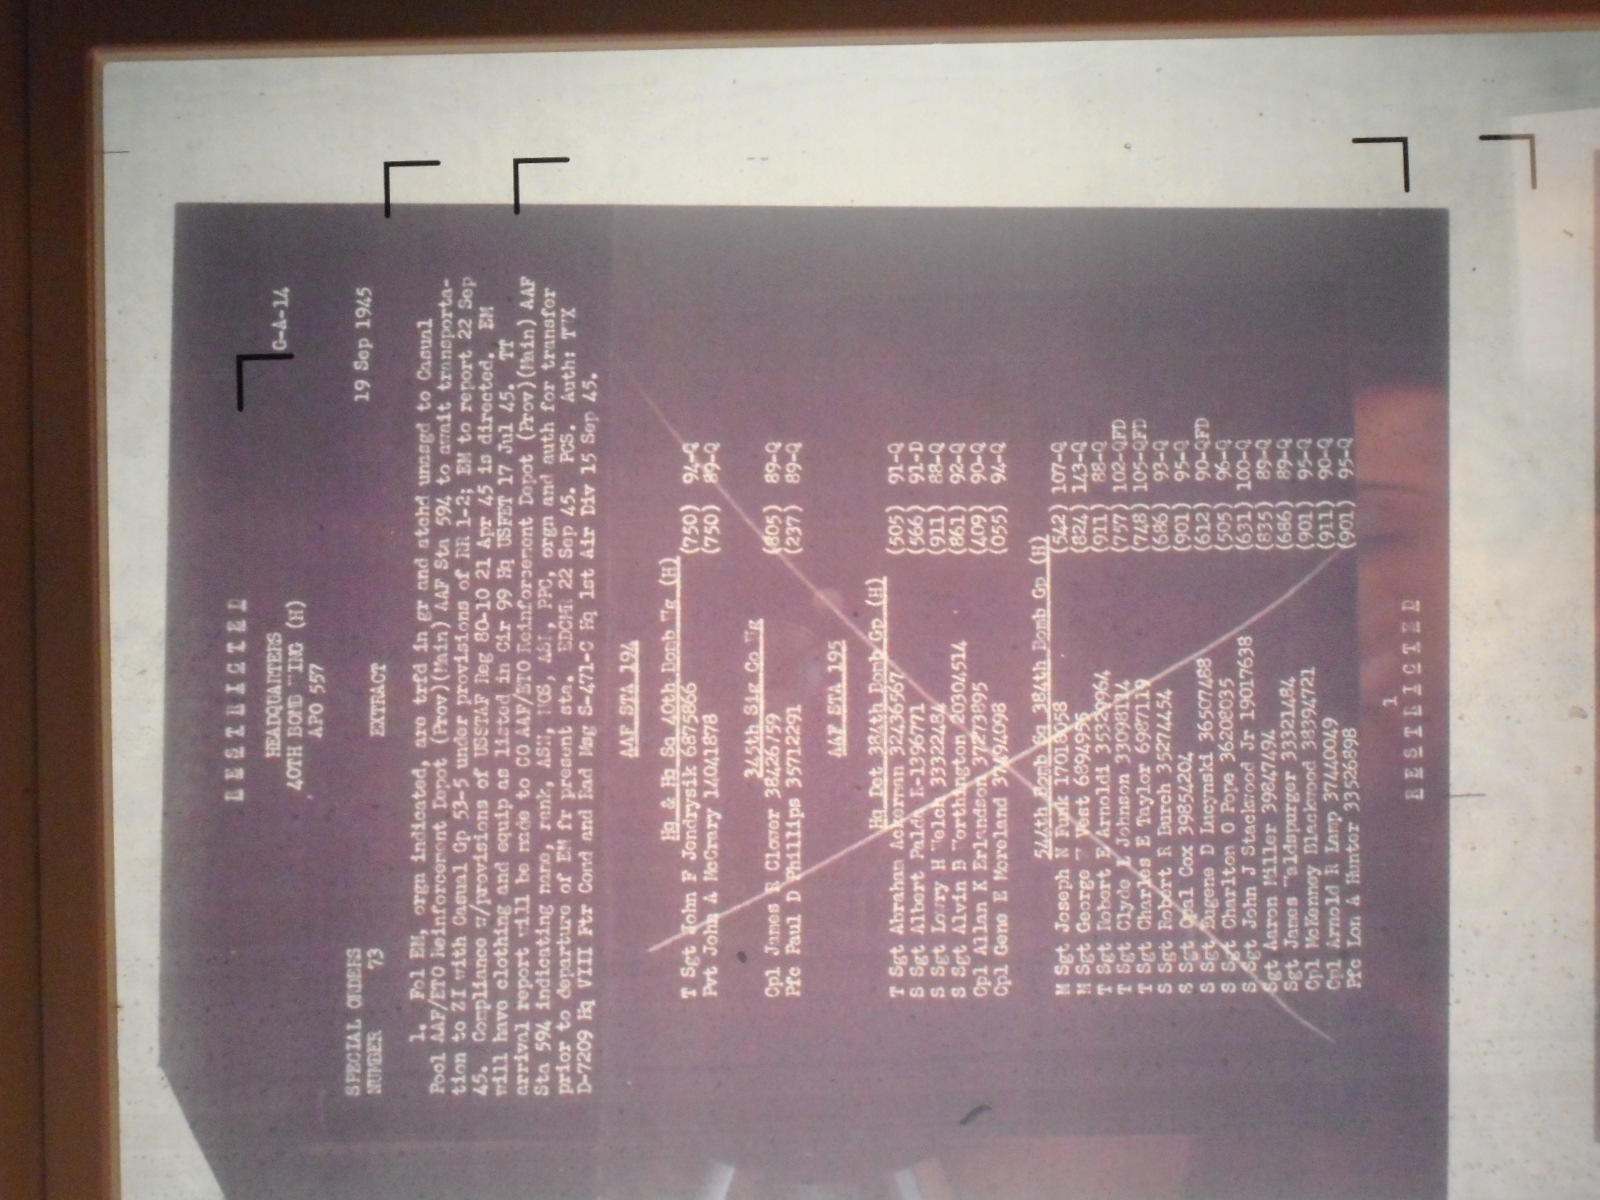 RESTRICTED
G-A-14
HEADQUARTERS
40TH BOMB WING (H)
APO 557
SPECIAL ORDERS
NUMBER 73
19 Sep 1945
EXTRACT
1. Fol EM, orgn indicated, are trfd in gr and atchd unasgd to Casual
Pool AAF/ETO Reinforcement Depot (Prov)(Main) AAF Sta 594 to await transporta-
tion to ZI with Casual Gp 53-5 under provisions of RR 1-2; EM to report 22 Sep
45. Compliance w/provisions of USSTAF Reg 80-10 21 Apr 45 is directed. EM
will have clothing and equip as listed in Cir 99 Hq USFET 17 Jul 45. TT
arrival report will be made to CO AAF/ETO Reinforcement Depot (Prov)(Main) AAF
Sta 594 indicating name, rank, ASN, MOS, ASI, PPC, orgn and auth for transfer
prior to departure of EM fr present sta. EDCMR 22 Sep 45. PCS. Auth: TWX
D-7209 Hq VIII Ftr Comd and Rad Msg S-471-C Hq 1st Air Div 15 Sep 45.
AAF STA 194
Hq & Hq Sq 40th Bomb Wg (H)
T Sgt John F Jendrysik 6875866 (750) 94-Q
Pvt John A McCrary 14041878 (750) 89-Q
345th Sig Co Wg
Cpl James E Clower 38426759 (805) 89-Q
Pfc Paul D Phillips 35712291 (237) 89-Q
AAF STA 195
Hq Det 384th Bomb Gp (H)
T Sgt Abraham Ackerman 32436567 (505) 91-Q
S Sgt Albert Palda E-1396771 (566) 91-D
S Sgt Lowry H Welch 33322484 (911) 88-Q
S Sgt Alvin B Worthington 20304514 (861) 92-Q
Cpl Allan K Erlandson 37273895 (409) 90-Q
Cpl Gene E Moreland 37494098 (055) 94-Q
544th Bomb Sq 384th Bomb Gp (H)
M Sgt Joseph N Funk 17010958 (542) 107-Q
M Sgt George West 6894955 (824) 143-Q
T Sgt Robert E Arnoldi 35329964 (911) 88-Q
T Sgt Clyde L Johnson 33098114 (757) 102-QFD
T Sgt Charles E Taylor 6987119 (748) 105-QFD
S Sgt Robert R Burch 35274454 (686) 93-Q
S Sgt Opal Cox 39854204 (901) 95-Q
S Sgt Eugene D Lucynski 36507488 (612) 90-QFD
S Sgt Charlton O Pope 36208035 (505) 96-Q
S Sgt John J Stackwood Jr 19017638 (631) 100-Q
Sgt Aaron Miller 39847494 (835) 89-Q
Sgt James Waldspurger 33321484 (686) 89-Q
Cpl McKenney Blackwood 38394721 (901) 95-Q
Cpl Arnold R Lamp 37440049 (911) 90-Q
Pfc Lon A Hunter 33526898 (901) 95-Q
1
RESTRICTED